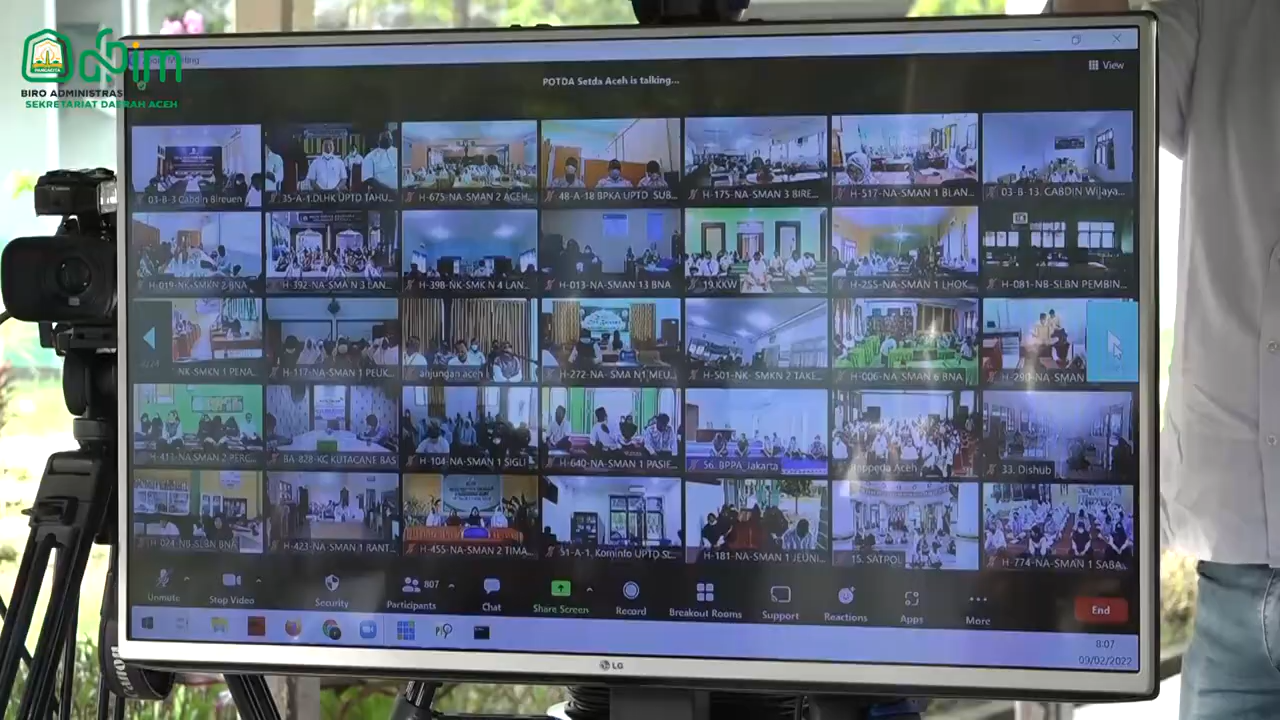 adpim
PANCACITA
BIRO ADMINISTRASI
SEKRETARIAT DAERAH ACEH
Meeting
View
POTDA Setda Aceh is talking...
03-B-3 Cabdin Bireuen
35-A-1.DLHK UPTD TAHU...
H-675-NA-SMAN 2 ACEH...
48-A-18 BPKA UPTD SUB...
H-175-NA-SMAN 3 BIRE...
H-517-NA-SMAN 1 BLAN...
03-B-13. CABDIN Wijaya...
H-019-NK-SMKN 2 BNA
H-392-NA-SMA N 3 LAN...
H-398-NK-SMK N 4 LAN...
H-013-NA-SMAN 13 BNA
19.KKW
H-255-NA-SMAN 1 LHOK...
H-081-NB-SLBN PEMBIN...
NK-SMKN 1 PENA...
H-117-NA-SMAN 1 PEUK...
anjungan aceh
H-272-NA- SMA N1 MEU...
H-501-NK- SMKN 2 TAKE...
H-006-NA-SMAN 6 BNA
H-290-NA-SMAN
H-413-NA SMAN 2 PERC...
BA-828-KC KUTACANE BAS...
H-104-NA-SMAN 1 SIGLI
H-640-NA-SMAN 1 PASIE...
56. BPPA Jakarta
Bappeda Aceh
33. Dishub
H-024-NB-SLBN BNA
H-423-NA-SMAN 1 RANT...
H-455-NA-SMAN 2 TIMA...
51-A-1, Kominfo UPTD St...
H-181-NA-SMAN 1 JEUNI...
15. SATPOL
H-774-NA-SMAN 1 SABA...
Unmute
Stop Video
Security
Participants
807
Chat
Share Screen
Record
Breakout Rooms
Support
Reactions
Apps
More
End
8:07
09/02/2022
LG